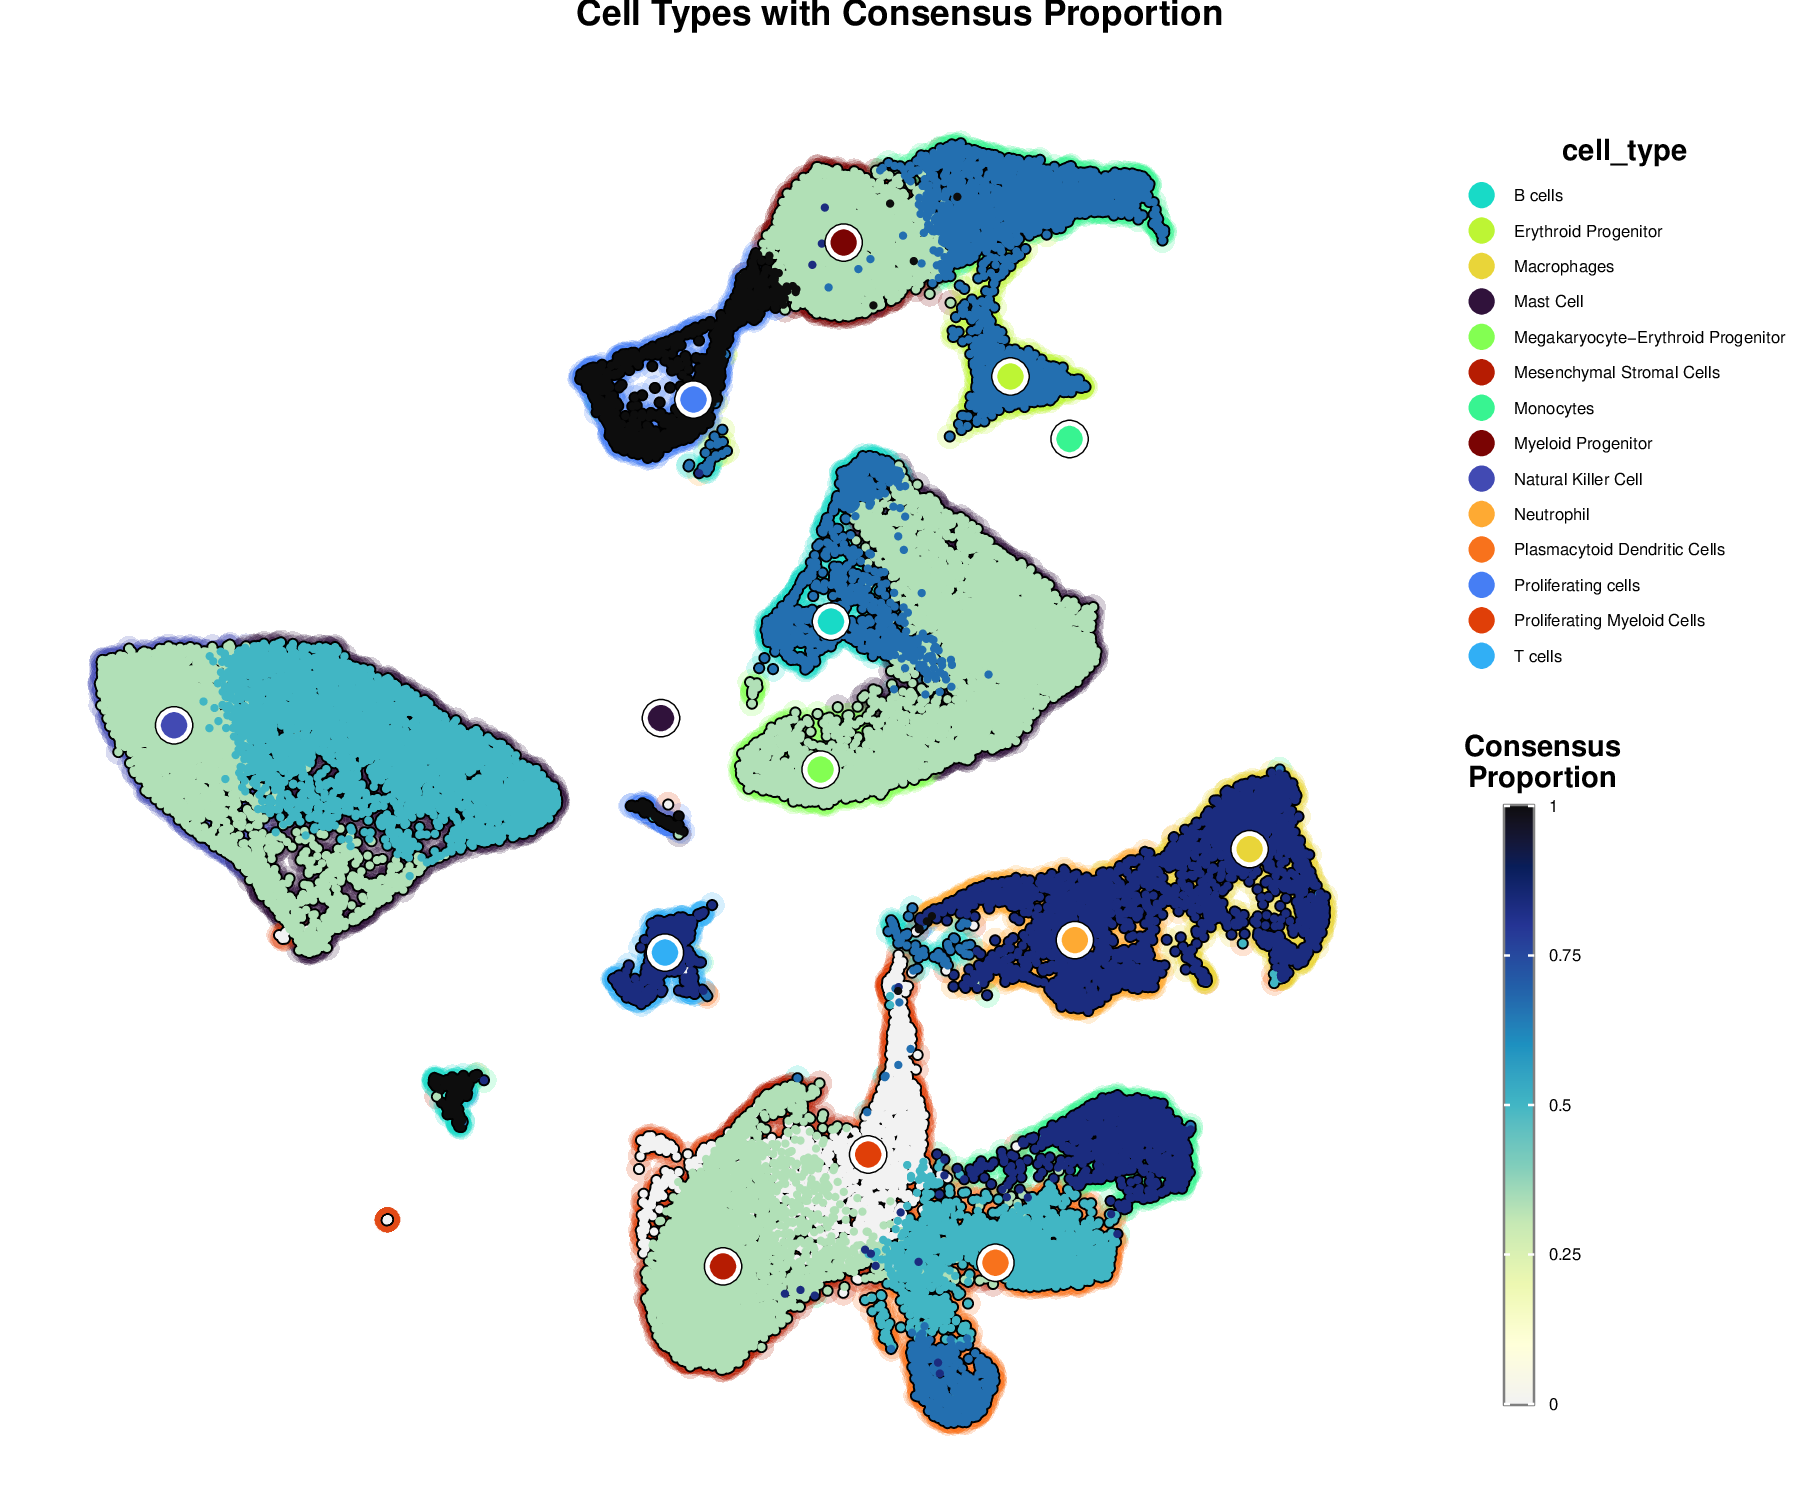 Cell Types with Consensus Proportion
cell_type
B cells
Erythroid Progenitor
Macrophages
Mast Cell
Megakaryocyte−Erythroid Progenitor
Mesenchymal Stromal Cells
Monocytes
Myeloid Progenitor
Natural Killer Cell
Neutrophil
Plasmacytoid Dendritic Cells
Proliferating cells
Proliferating Myeloid Cells
T cells
Consensus
Proportion
1
0.75
0.5
0.25
0